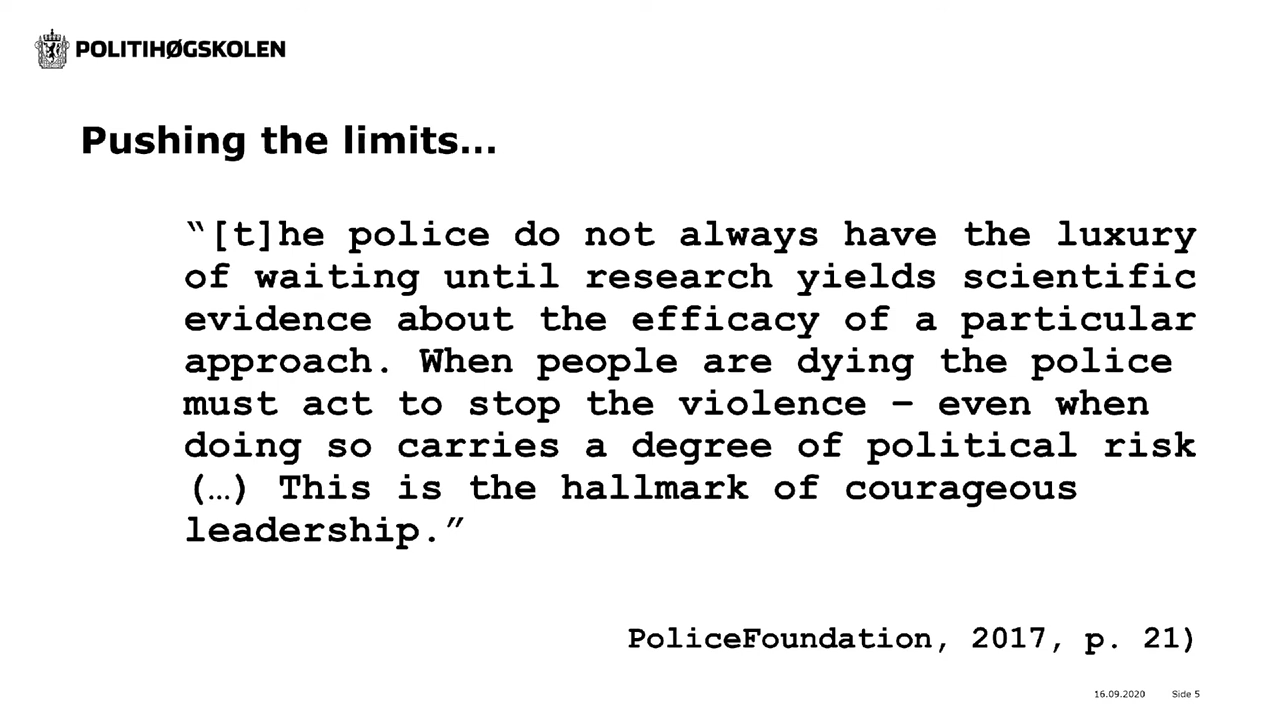 POLITIHØGSKOLEN
Pushing the limits…
“[t]he police do not always have the luxury
of waiting until research yields scientific
evidence about the efficacy of a particular
approach. When people are dying the police
must act to stop the violence – even when
doing so carries a degree of political risk
(…) This is the hallmark of courageous
leadership.”
PoliceFoundation, 2017, p. 21)
16.09.2020 Side 5